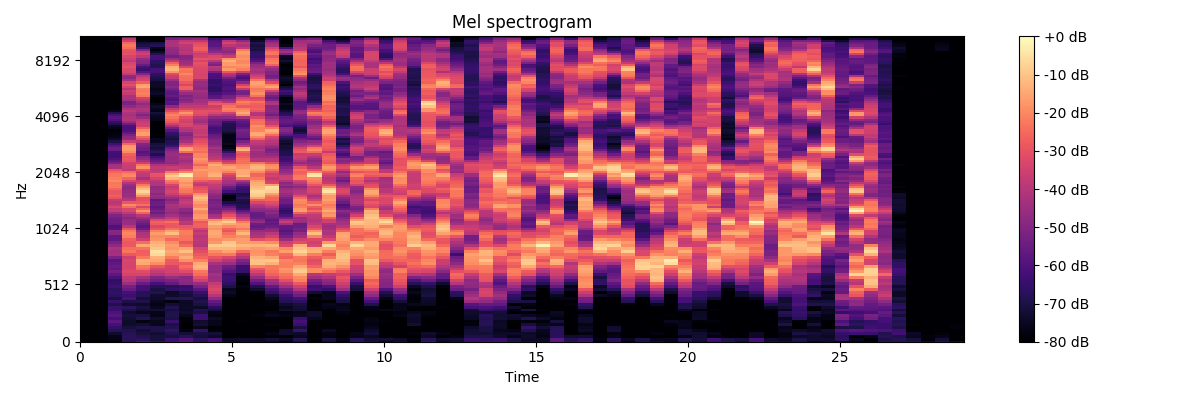 Mel spectrogram
Hz
8192
4096
2048
1024
512
0
0 5 10 15 20 25
Time
+0 dB
-10 dB
-20 dB
-30 dB
-40 dB
-50 dB
-60 dB
-70 dB
-80 dB